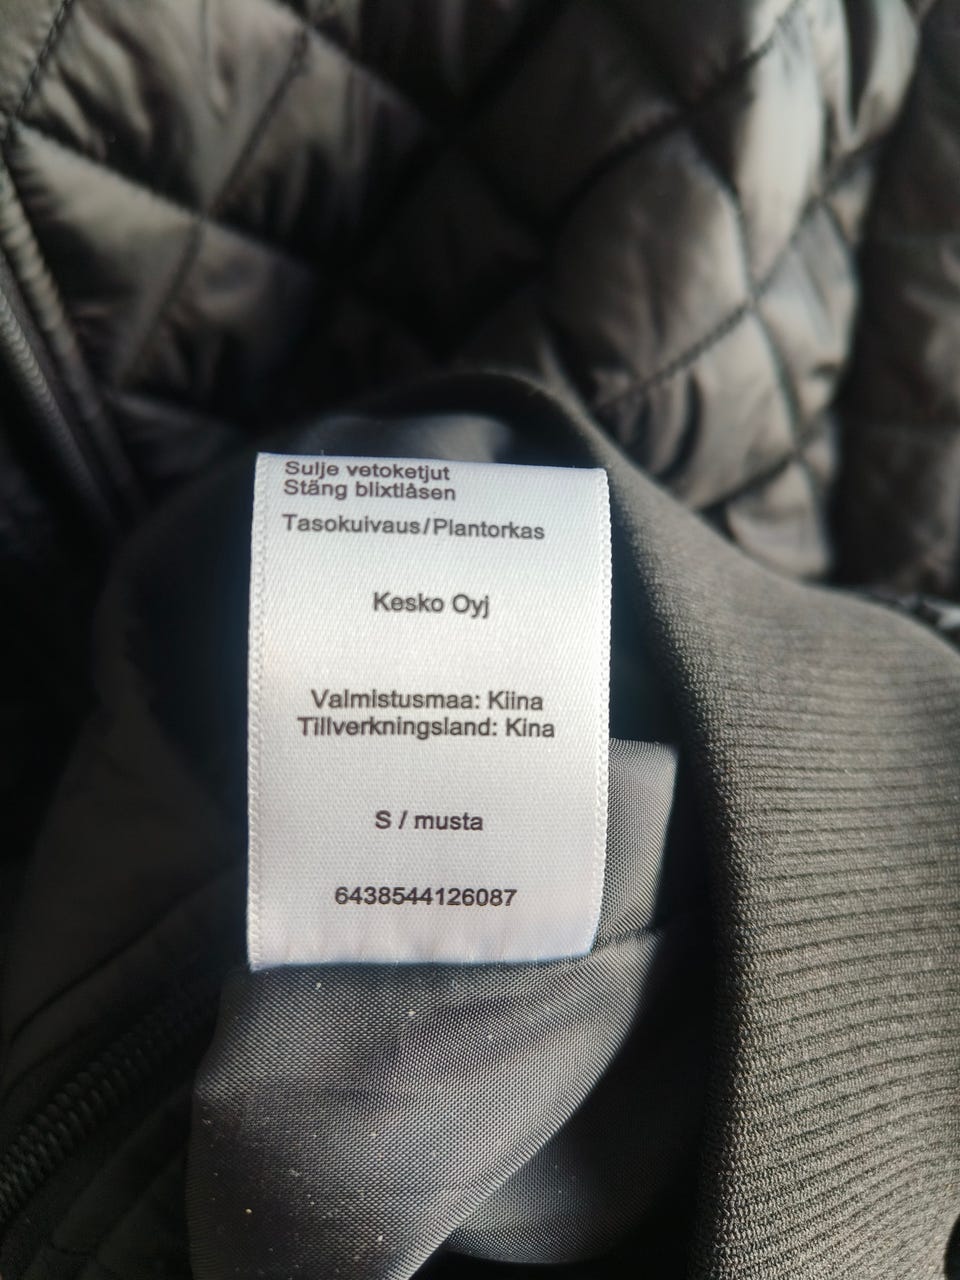 Sulje vetoketjut
Stäng blixtlåsen
Tasokuivaus/Plantorkas
Kesko Oyj
Valmistusmaa: Kiina
Tillverkningsland: Kina
S / musta
6438544126087